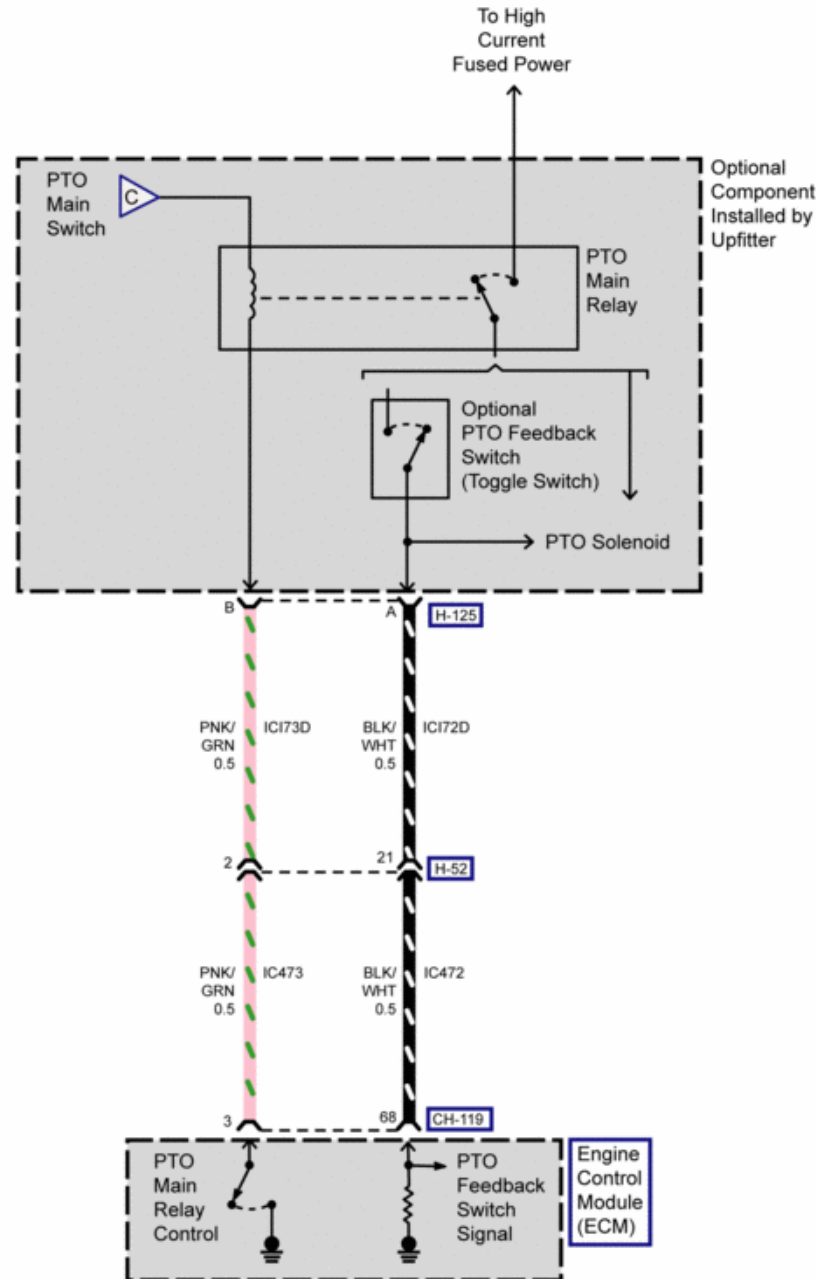 To High
Current
Fused Power
Optional
Component
Installed by
Upfitter
PTO
Main
Switch
C
PTO
Main
Relay
Optional
PTO Feedback
Switch
(Toggle Switch)
PTO Solenoid
B
A
H-125
PNK/
GRN
0.5
ICI73D
BLK/
WHT
0.5
ICI72D
2
21
H-52
PNK/
GRN
0.5
IC473
BLK/
WHT
0.5
IC472
3
68
CH-119
PTO
Main
Relay
Control
PTO
Feedback
Switch
Signal
Engine
Control
Module
(ECM)